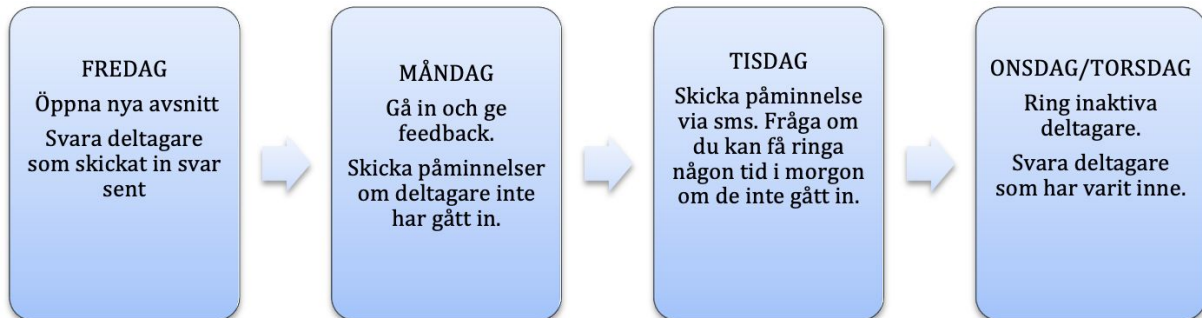 FREDAG
Öppna nya avsnitt
Svara deltagare
som skickat in svar
sent
MÅNDAG
Gå in och ge
feedback.
Skicka påminnelser
om deltagare inte
har gått in.
TISDAG
Skicka påminnelse
via sms. Fråga om
du kan få ringa
någon tid i morgon
om de inte gått in.
ONSDAG/TORSDAG
Ring inaktiva
deltagare.
Svara deltagare
som har varit inne.